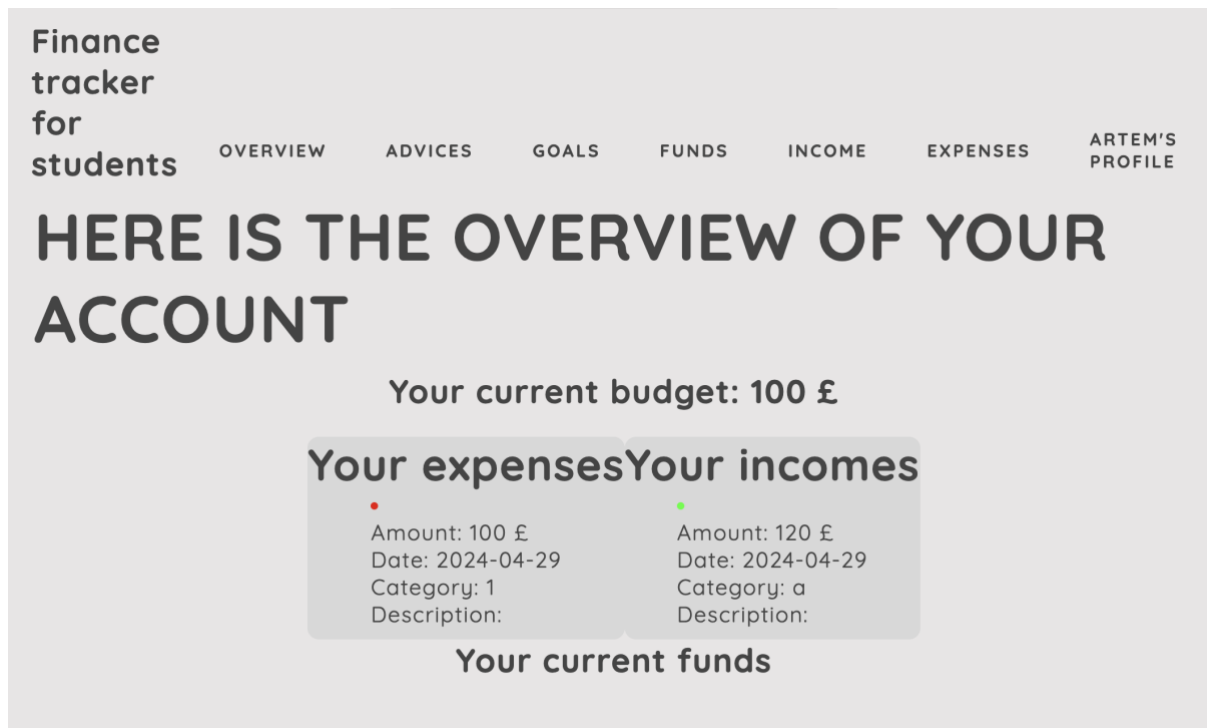 Finance
tracker
for
students
OVERVIEW
ADVICES
GOALS
FUNDS
INCOME
EXPENSES
ARTEM'S
PROFILE
HERE IS THE OVERVIEW OF YOUR
ACCOUNT
Your current budget: 100 £
Your expenses
Amount: 100 £
Date: 2024-04-29
Category: 1
Description:
Your incomes
Amount: 120 £
Date: 2024-04-29
Category: a
Description:
Your current funds